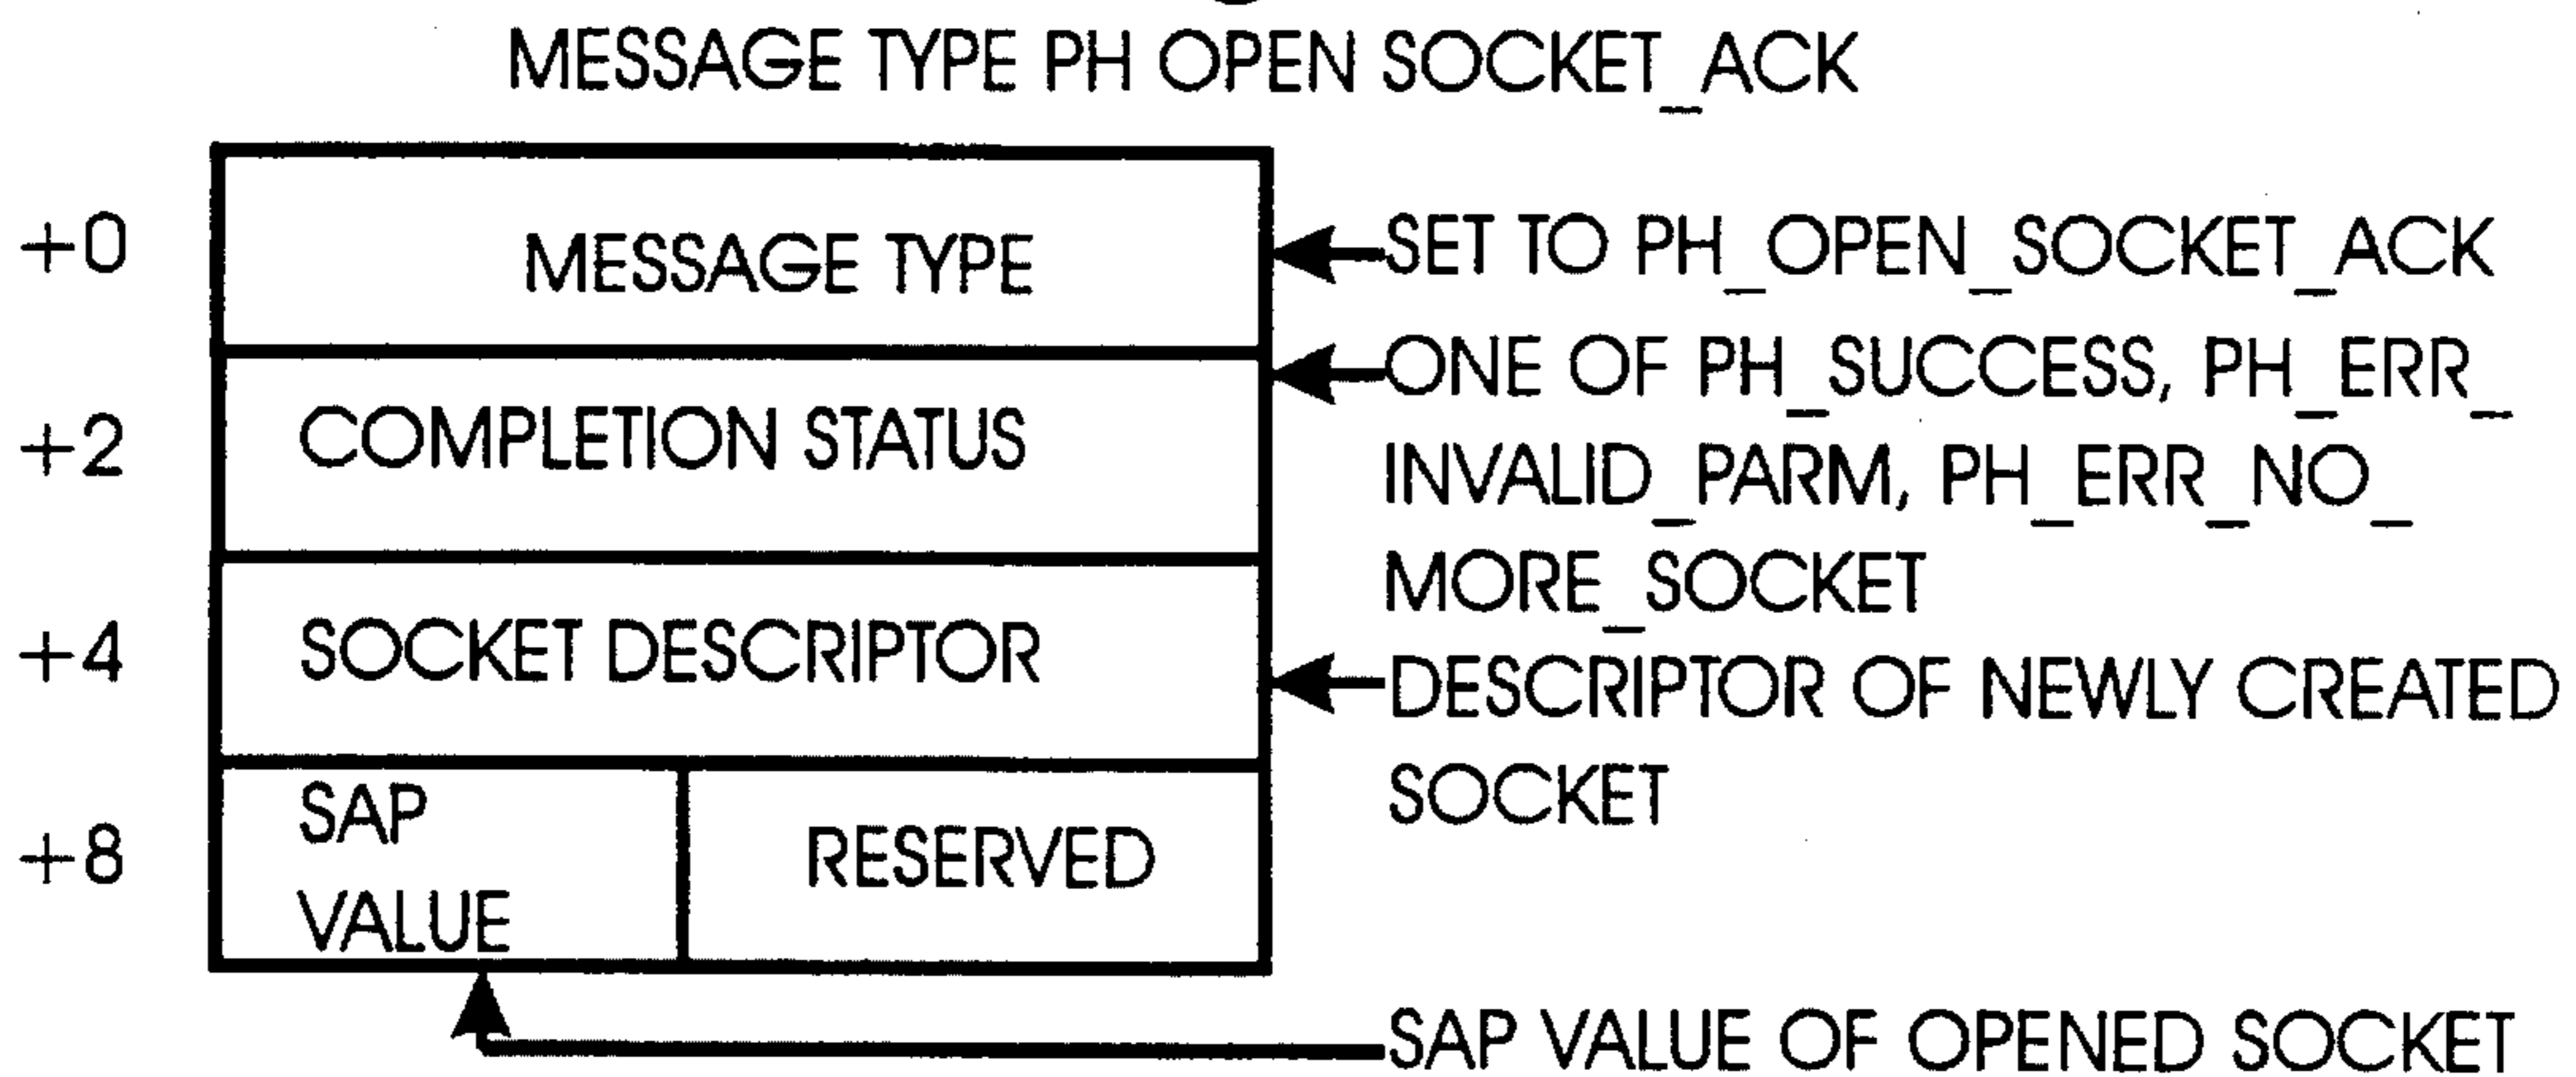 MESSAGE TYPE PH OPEN SOCKET_ACK
+0
MESSAGE TYPE
SET TO PH_OPEN_SOCKET_ACK
+2
COMPLETION STATUS
ONE OF PH_SUCCESS, PH_ERR_
INVALID_PARM, PH_ERR_NO_
MORE_SOCKET
+4
SOCKET DESCRIPTOR
DESCRIPTOR OF NEWLY CREATED
SOCKET
+8
SAP
VALUE
RESERVED
SAP VALUE OF OPENED SOCKET